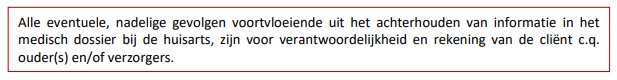 Alle eventuele, nadelige gevolgen voortvloeiende uit het achterhouden van informatie in het
medisch dossier bij de huisarts, zijn voor verantwoordelijkheid en rekening van de cliënt c.q.
ouder(s) en/of verzorgers.